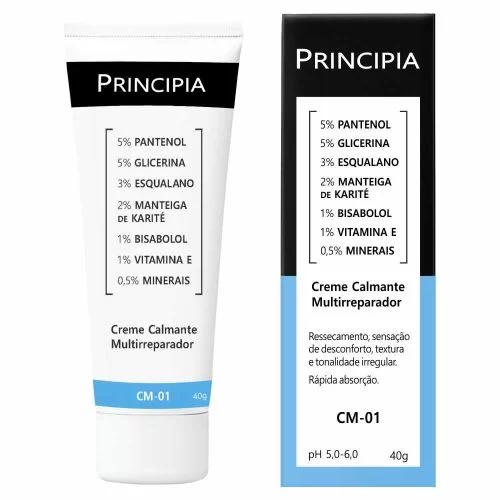 PRINCIPIA
5% PANTENOL
5% GLICERINA
3% ESQUALANO
2% MANTEIGA
DE KARITÉ
1% BISABOLOL
1% VITAMINA E
0,5% MINERAIS
Creme Calmante
Multirreparador
CM-01 40g
PRINCIPIA
5% PANTENOL
5% GLICERINA
3% ESQUALANO
2% MANTEIGA
DE KARITÉ
1% BISABOLOL
1% VITAMINA E
0,5% MINERAIS
Creme Calmante
Multirreparador
Ressecamento, sensação
de desconforto, textura
e tonalidade irregular.
Rápida absorção.
CM-01
pH 5,0-6,0 40g